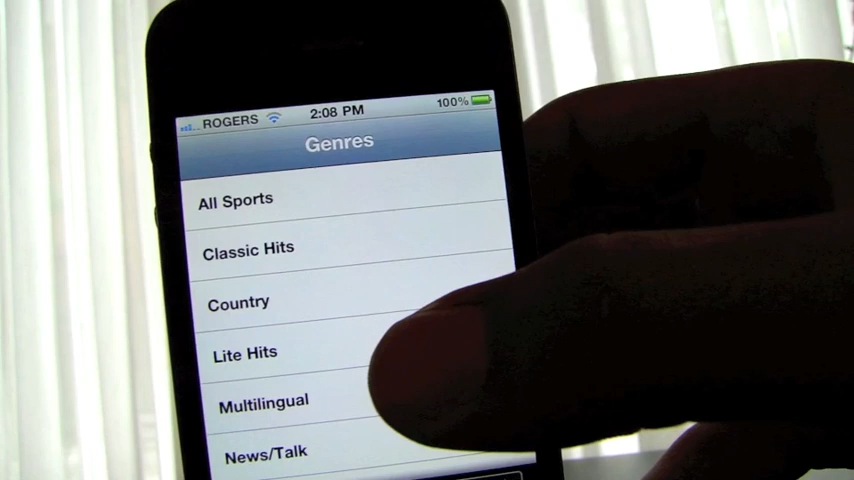 ROGERS 2:08 PM 100%
Genres
All Sports
Classic Hits
Country
Lite Hits
Multilingual
News/Talk